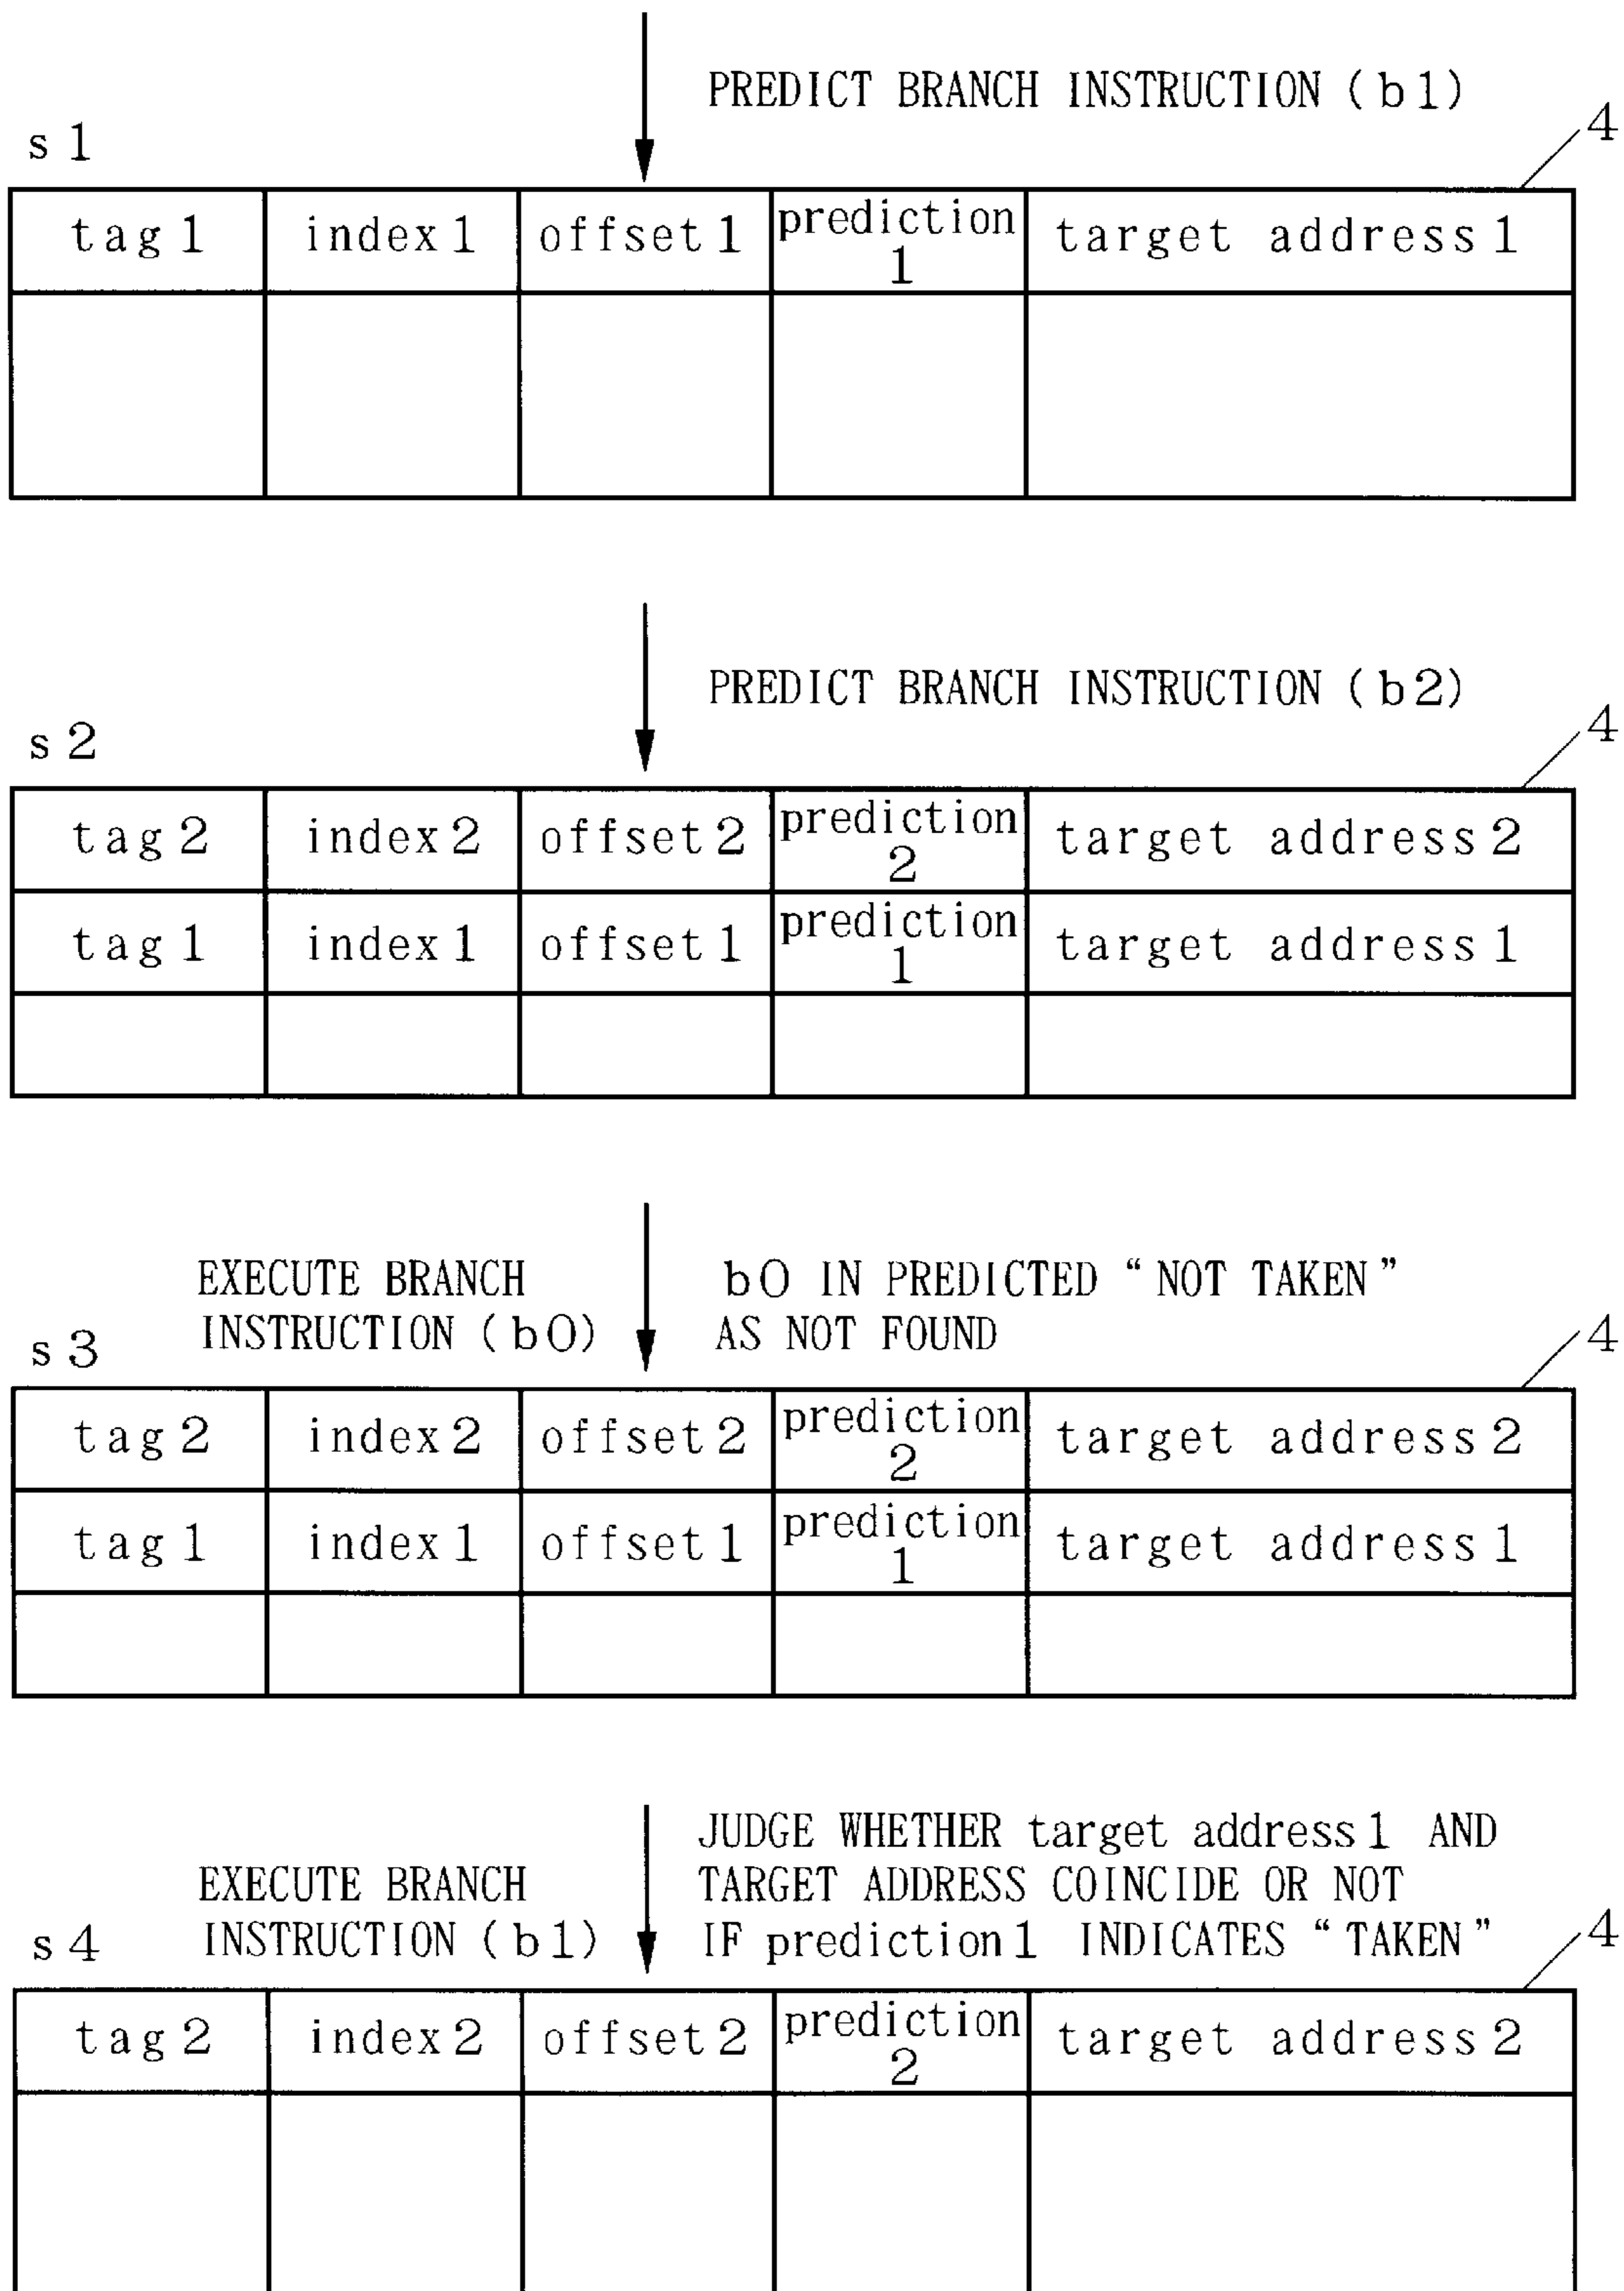 PREDICT BRANCH INSTRUCTION (b1)
s1
4
tag1 index1 offset1 prediction 1 target address1
PREDICT BRANCH INSTRUCTION (b2)
s2
4
tag2 index2 offset2 prediction 2 target address2
tag1 index1 offset1 prediction 1 target address1
EXECUTE BRANCH
INSTRUCTION (b0)
b0 IN PREDICTED “NOT TAKEN”
AS NOT FOUND
s3
4
tag2 index2 offset2 prediction 2 target address2
tag1 index1 offset1 prediction 1 target address1
EXECUTE BRANCH
INSTRUCTION (b1)
JUDGE WHETHER target address1 AND
TARGET ADDRESS COINCIDE OR NOT
IF prediction1 INDICATES “TAKEN”
s4
4
tag2 index2 offset2 prediction 2 target address2